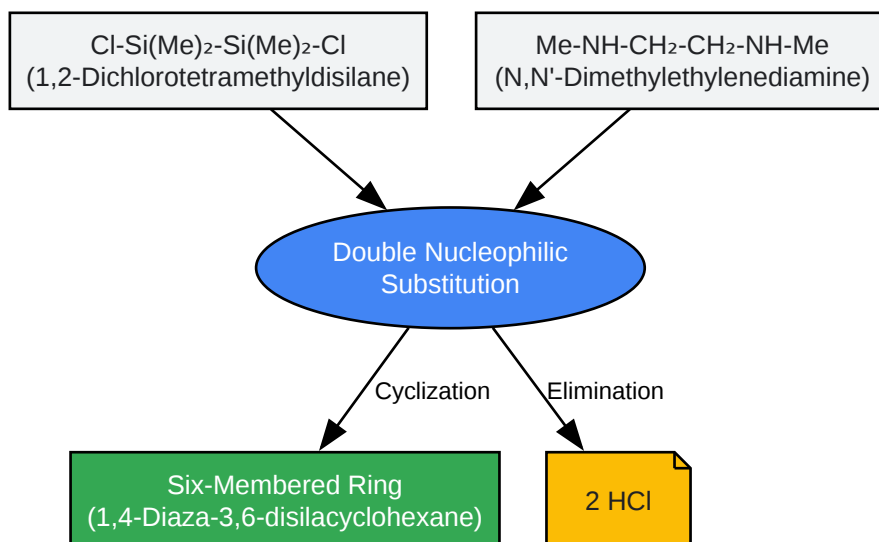 Cl-Si(Me)₂-Si(Me)₂-Cl
(1,2-Dichlorotetramethyldisilane)
Me-NH-CH₂-CH₂-NH-Me
(N,N'-Dimethylethylenediamine)
Double Nucleophilic
Substitution
Cyclization
Elimination
Six-Membered Ring
(1,4-Diaza-3,6-disilacyclohexane)
2 HCl